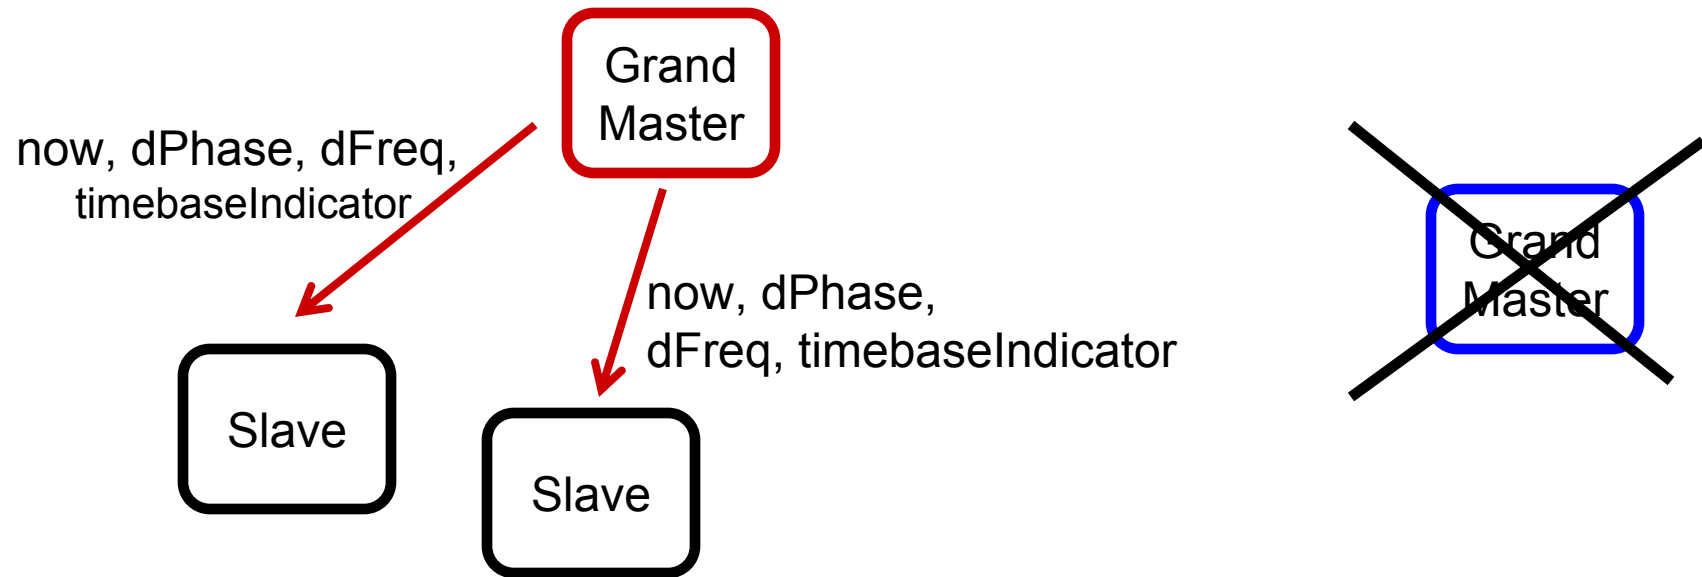 Grand
Master
now, dPhase, dFreq,
timebaseIndicator
Grand
Master
now, dPhase,
dFreq, timebaseIndicator
Slave
Slave